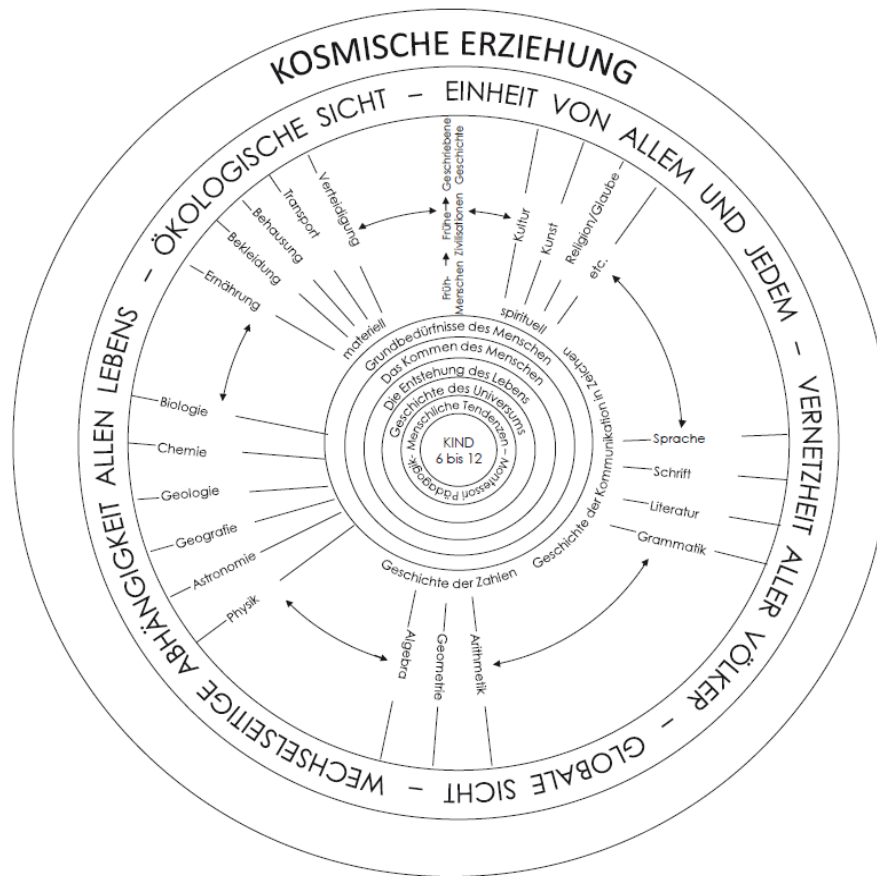 KOSMISCHE ERZIEHUNG
ÖKOLOGISCHE SICHT – EINHEIT VON ALLEM UND JEDEM – VERNETZHEIT ALLER VÖLKER – GLOBALE SICHT – WECHSELSEITIGE ABHÄNGIGKEIT ALLEN LEBENS –
Früh- Frühe Geschriebene
Menschen Zivilisationen Geschichte
Kultur
Kunst
Religion/Glaube
etc.
spirituell
Sprache
Schrift
Literatur
Grammatik
Geschichte der Kommunikation in Zeichen
Arithmetik
Geometrie
Algebra
Geschichte der Zahlen
Physik
Astronomie
Geografie
Geologie
Chemie
Biologie
Ernährung
Bekleidung
Behausung
Transport
Verteidigung
materiell
Grundbedürfnisse des Menschen
Das Kommen des Menschen
Die Entstehung des Lebens
Geschichte des Universums
Menschliche Tendenzen – Montessori Pädagogik-
KIND
6 bis 12